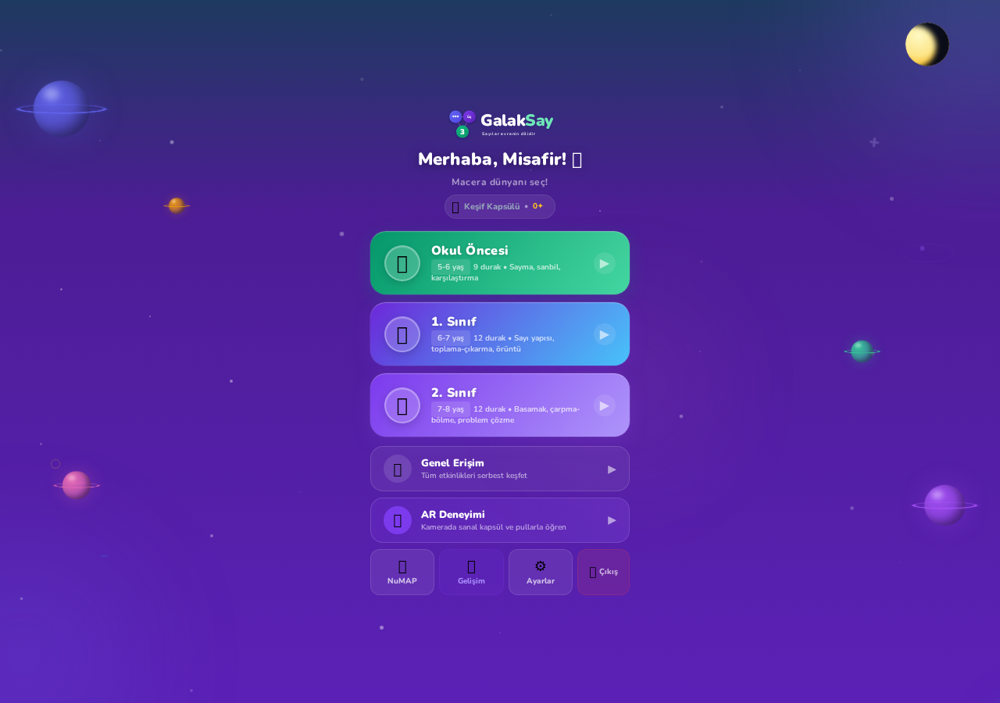 GalakSay
Sayılar evrenin dilidir
3
Merhaba, Misafir!
Macera dünyanı seç!
Keşif Kapsülü • 0+
Okul Öncesi
5-6 yaş 9 durak • Sayma, sanbil,
karşılaştırma
1. Sınıf
6-7 yaş 12 durak • Sayı yapısı,
toplama-çıkarma, örüntü
2. Sınıf
7-8 yaş 12 durak • Basamak, çarpma-
bölme, problem çözme
Genel Erişim
Tüm etkinlikleri serbest keşfet
AR Deneyimi
Kamerada sanal kapsül ve pullarla öğren
NuMAP
Gelişim
Ayarlar
Çıkış